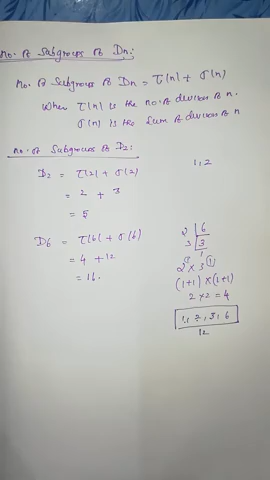 No. of Subgroups of Dn:
No. of Subgroups of Dn = τ(n) + σ(n)
When τ(n) is the no. of divisors of n.
σ(n) is the sum of divisors of n
no. of Subgroups of D2:
D2 = τ(2) + σ(2)
1, 2
= 2 + 3
= 5
D6 = τ(6) + σ(6)
= 4 + 12
= 16.
2 | 6
3 | 3
1
2 × 3
(1+1) × (1+1)
2 × 2 = 4
1, 2, 3, 6
12